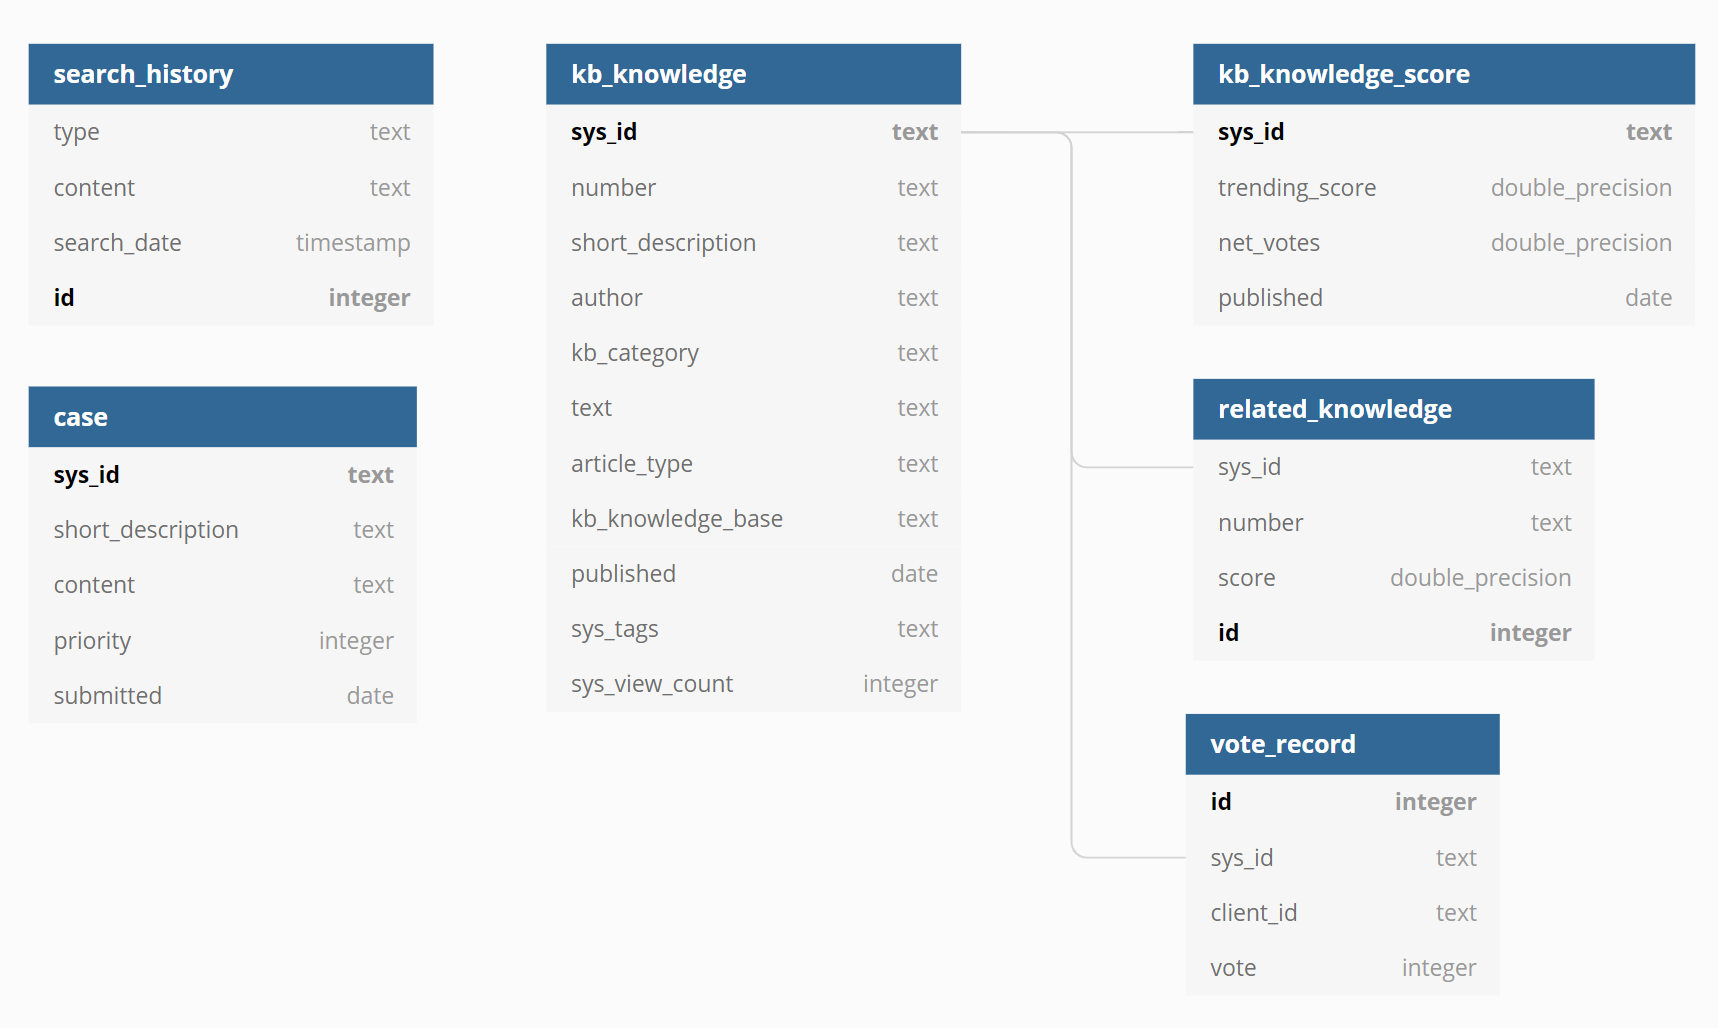 search_history
type text
content text
search_date timestamp
id integer
case
sys_id text
short_description text
content text
priority integer
submitted date
kb_knowledge
sys_id text
number text
short_description text
author text
kb_category text
text text
article_type text
kb_knowledge_base text
published date
sys_tags text
sys_view_count integer
kb_knowledge_score
sys_id text
trending_score double_precision
net_votes double_precision
published date
related_knowledge
sys_id text
number text
score double_precision
id integer
vote_record
id integer
sys_id text
client_id text
vote integer